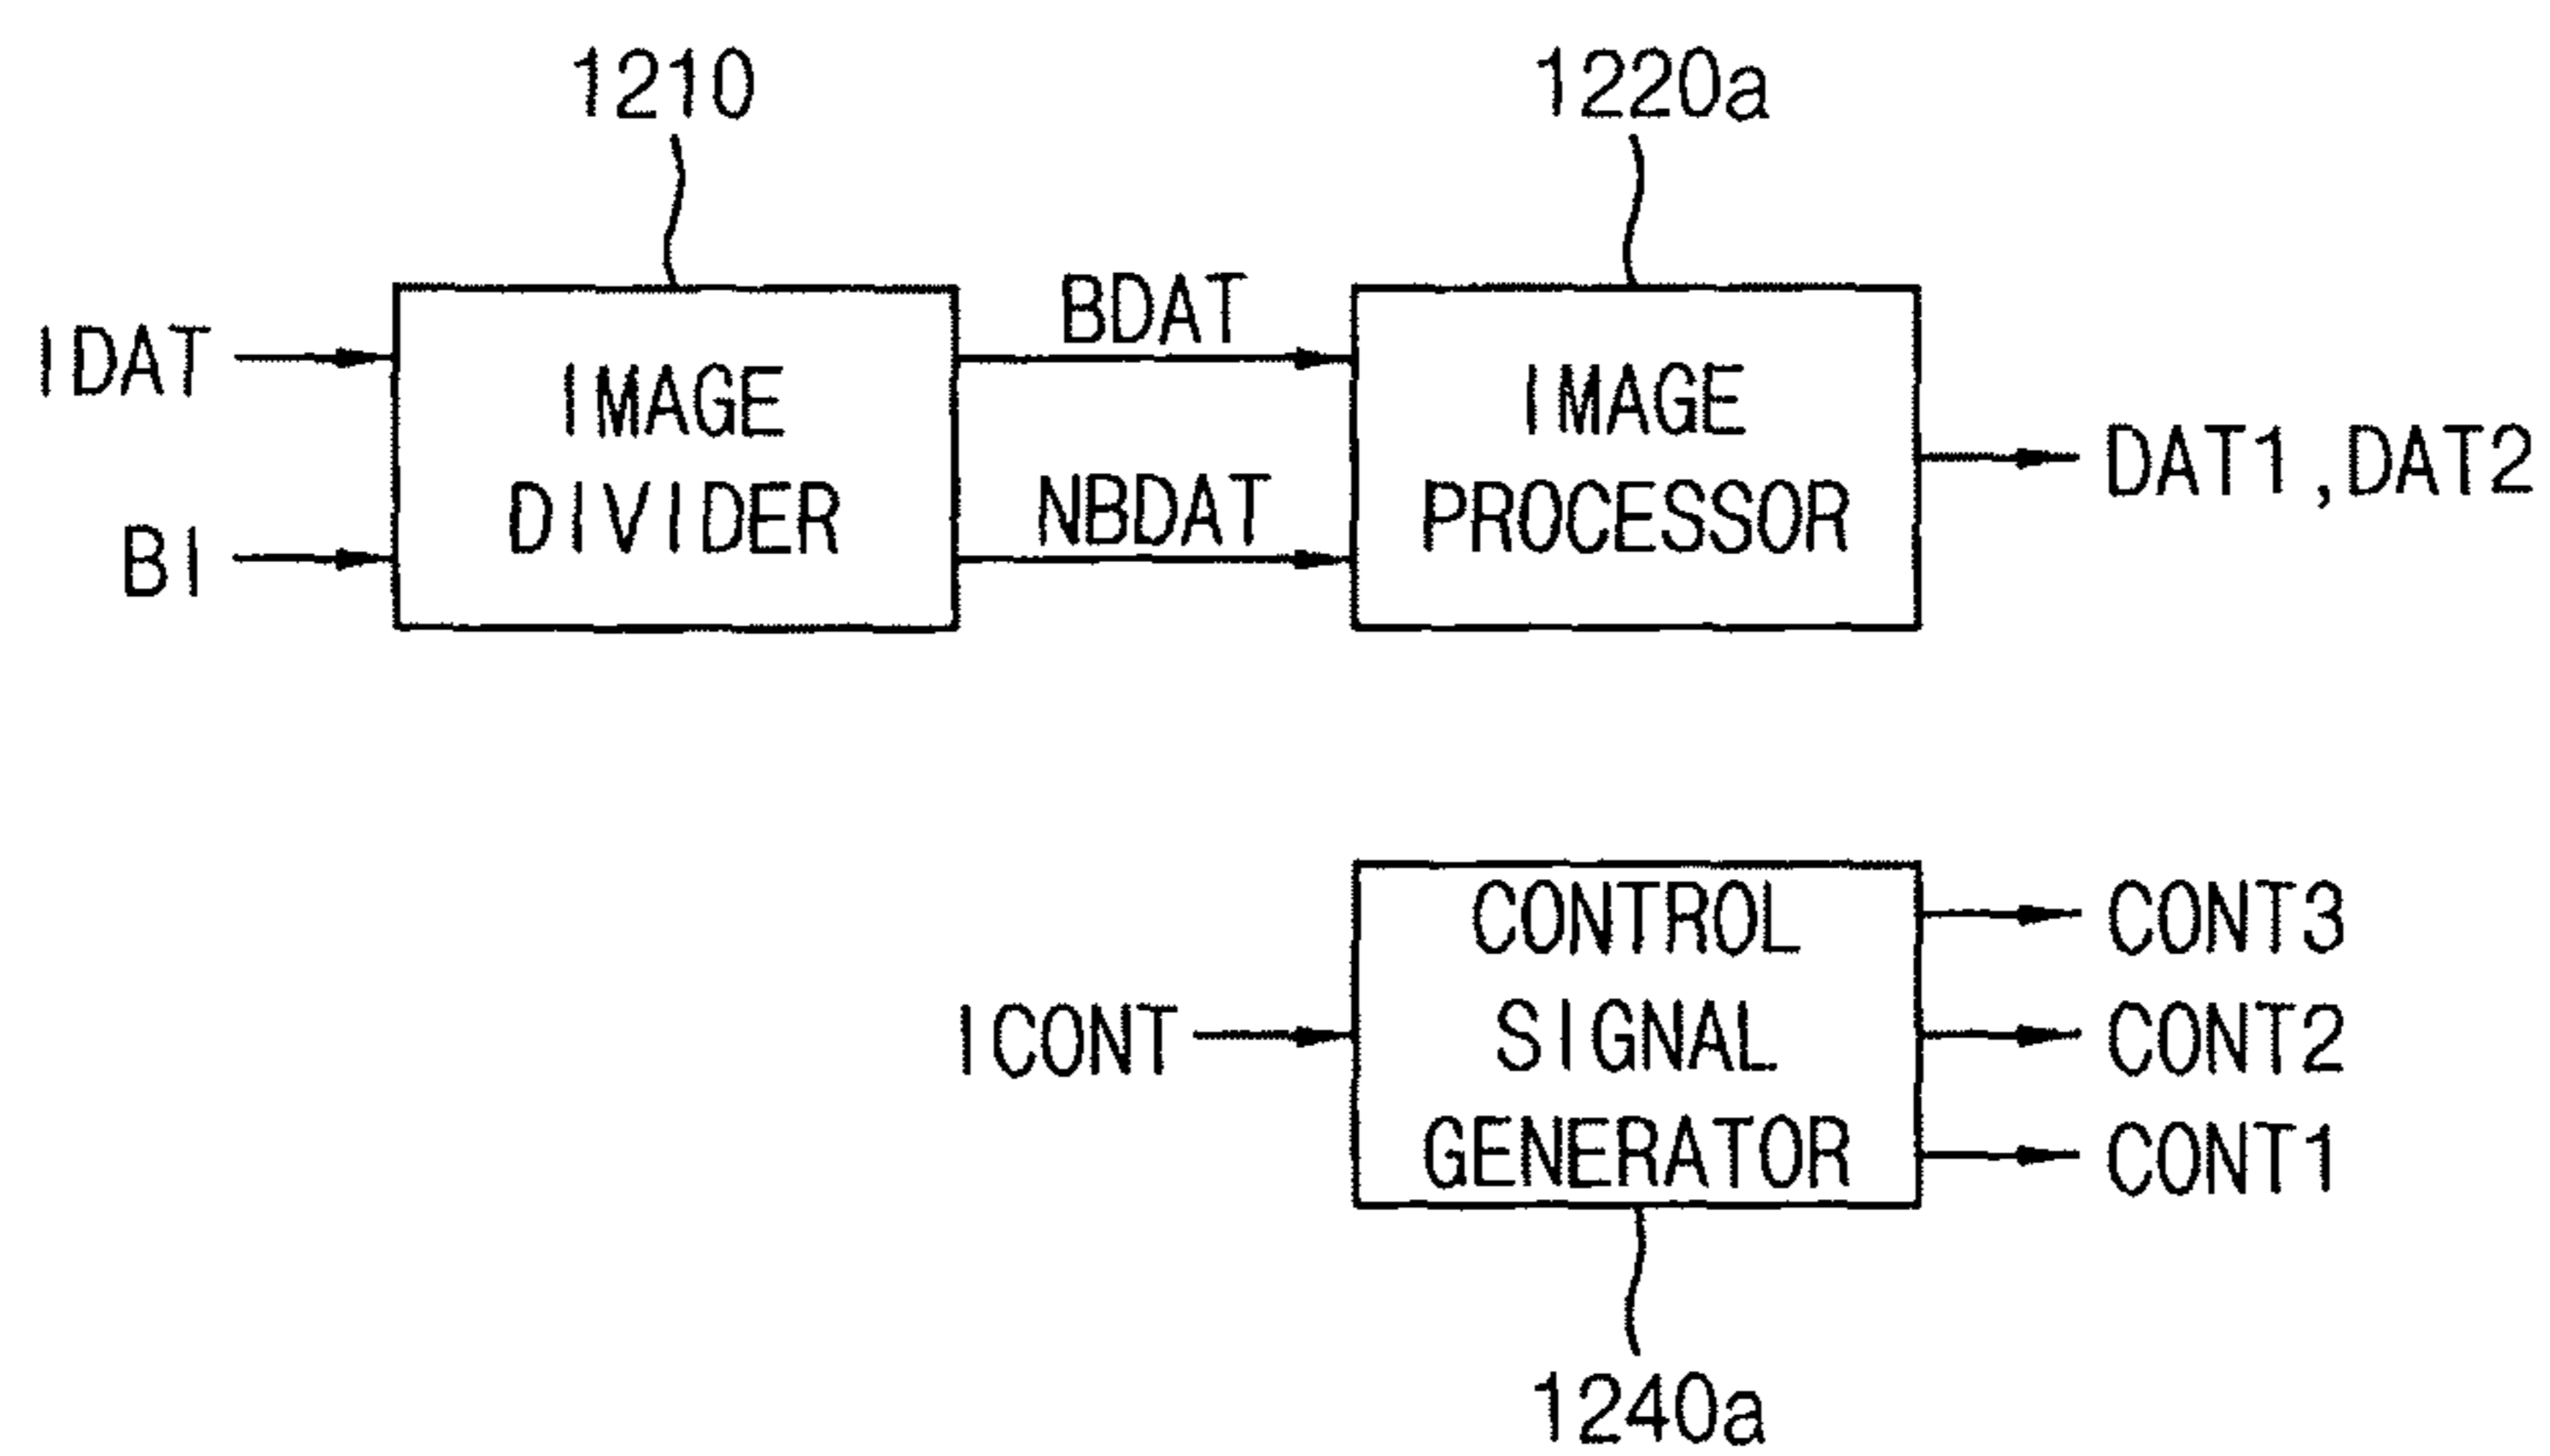 1210
1220a
IDAT
BI
IMAGE
DIVIDER
BDAT
NBDAT
IMAGE
PROCESSOR
DAT1,DAT2
ICONT
CONTROL
SIGNAL
GENERATOR
CONT3
CONT2
CONT1
1240a